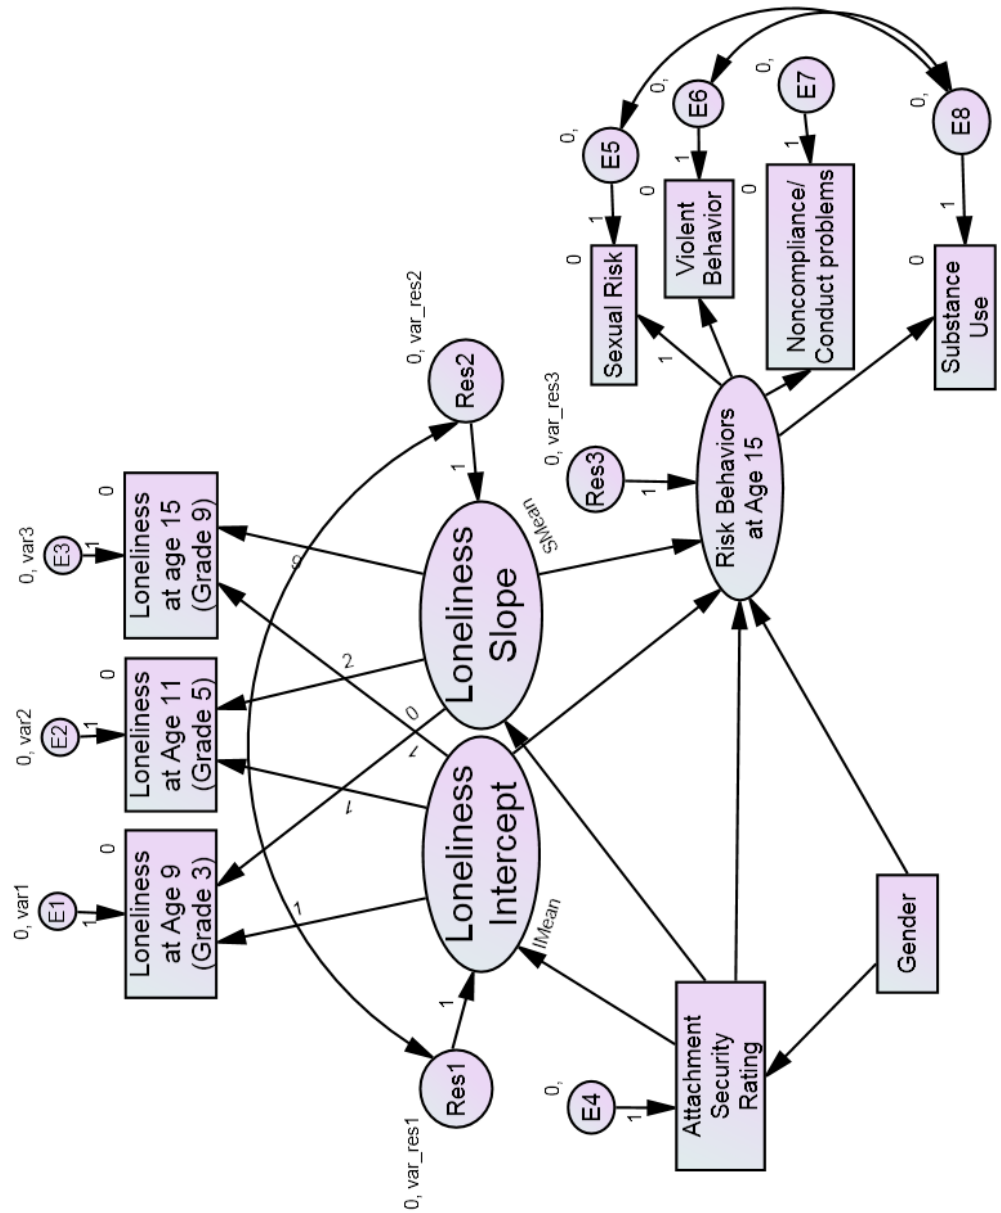 0, var1
0, var2
0, var3
E1
E2
E3
1
1
1
0
0
0
Loneliness
at Age 9
(Grade 3)
Loneliness
at Age 11
(Grade 5)
Loneliness
at age 15
(Grade 9)
1
1
1
0
2
0, var_res1
0, var_res2
Res1
Res2
1
1
IMean
SMean
Loneliness
Intercept
Loneliness
Slope
0,
E4
1
Attachment
Security
Rating
Gender
0, var_res3
Res3
1
Risk Behaviors
at Age 15
1
0
Sexual Risk
1
E5
0,
0
Violent
Behavior
1
E6
0,
0
Noncompliance/
Conduct problems
1
E7
0,
0
Substance
Use
1
E8
0,